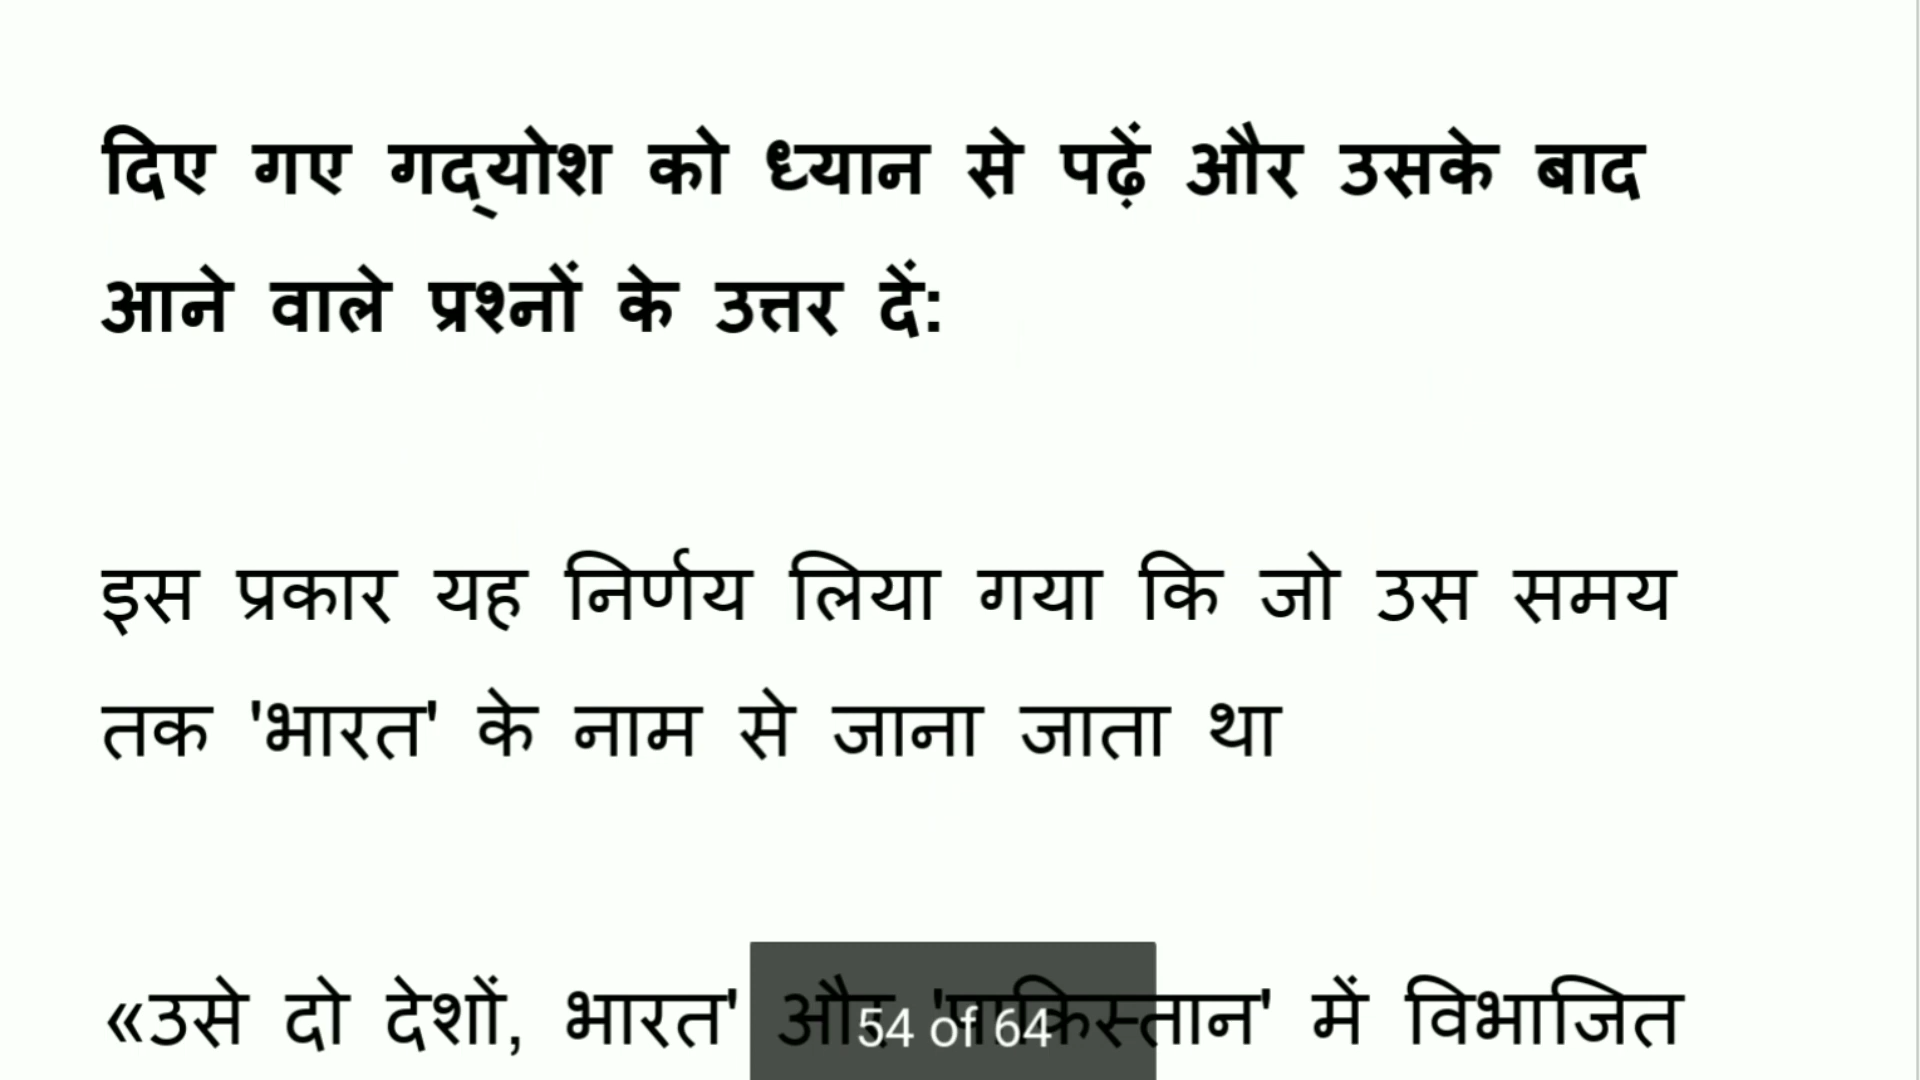 दिए गए गद्योश को ध्यान से पढ़ें और उसके बाद
आने वाले प्रश्नों के उत्तर दें:
इस प्रकार यह निर्णय लिया गया कि जो उस समय
तक 'भारत' के नाम से जाना जाता था
«उसे दो देशों, भारत' और 'पाकिस्तान' में विभाजित
54 of 64